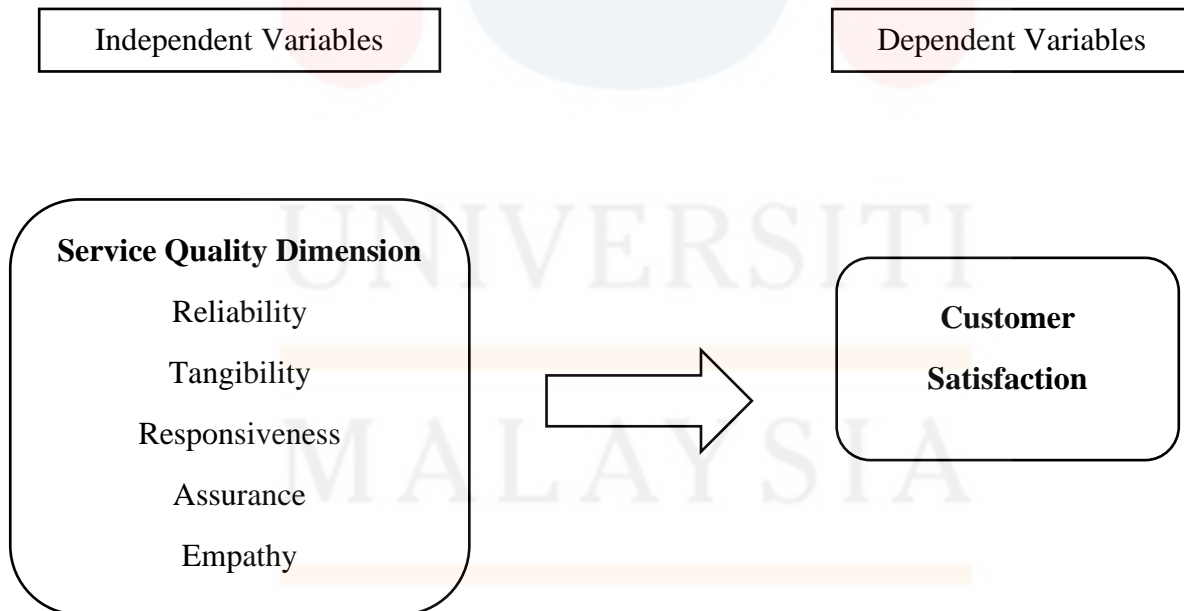 Independent Variables
Dependent Variables
Service Quality Dimension
Reliability
Tangibility
Responsiveness
Assurance
Empathy
Customer
Satisfaction
UNIVERSITI
MALAYSIA